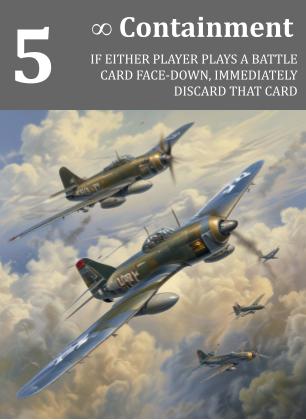 5
∞ Containment
IF EITHER PLAYER PLAYS A BATTLE
CARD FACE-DOWN, IMMEDIATELY
DISCARD THAT CARD